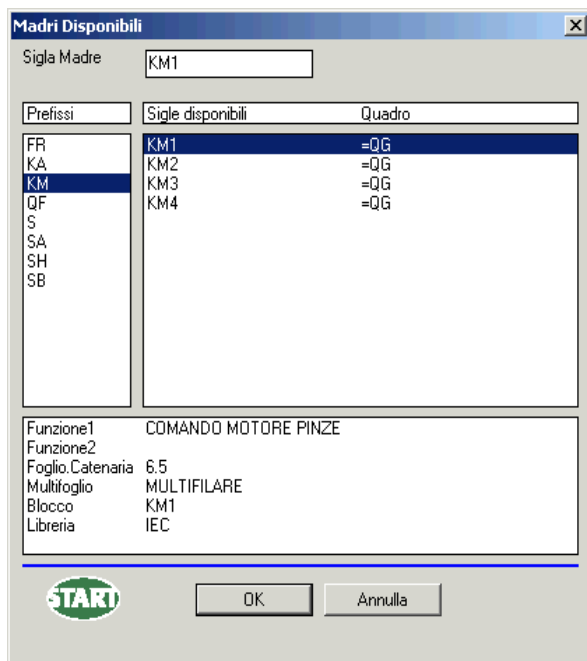 Madri Disponibili
Sigla Madre KM1
Prefissi Sigle disponibili Quadro
FR KM1 =QG
KA KM2 =QG
KM KM3 =QG
QF KM4 =QG
S
SA
SH
SB
Funzione1 COMANDO MOTORE PINZE
Funzione2
Foglio.Catenaria 6.5
Multifoglio MULTIFILARE
Blocco KM1
Libreria IEC
START OK Annulla